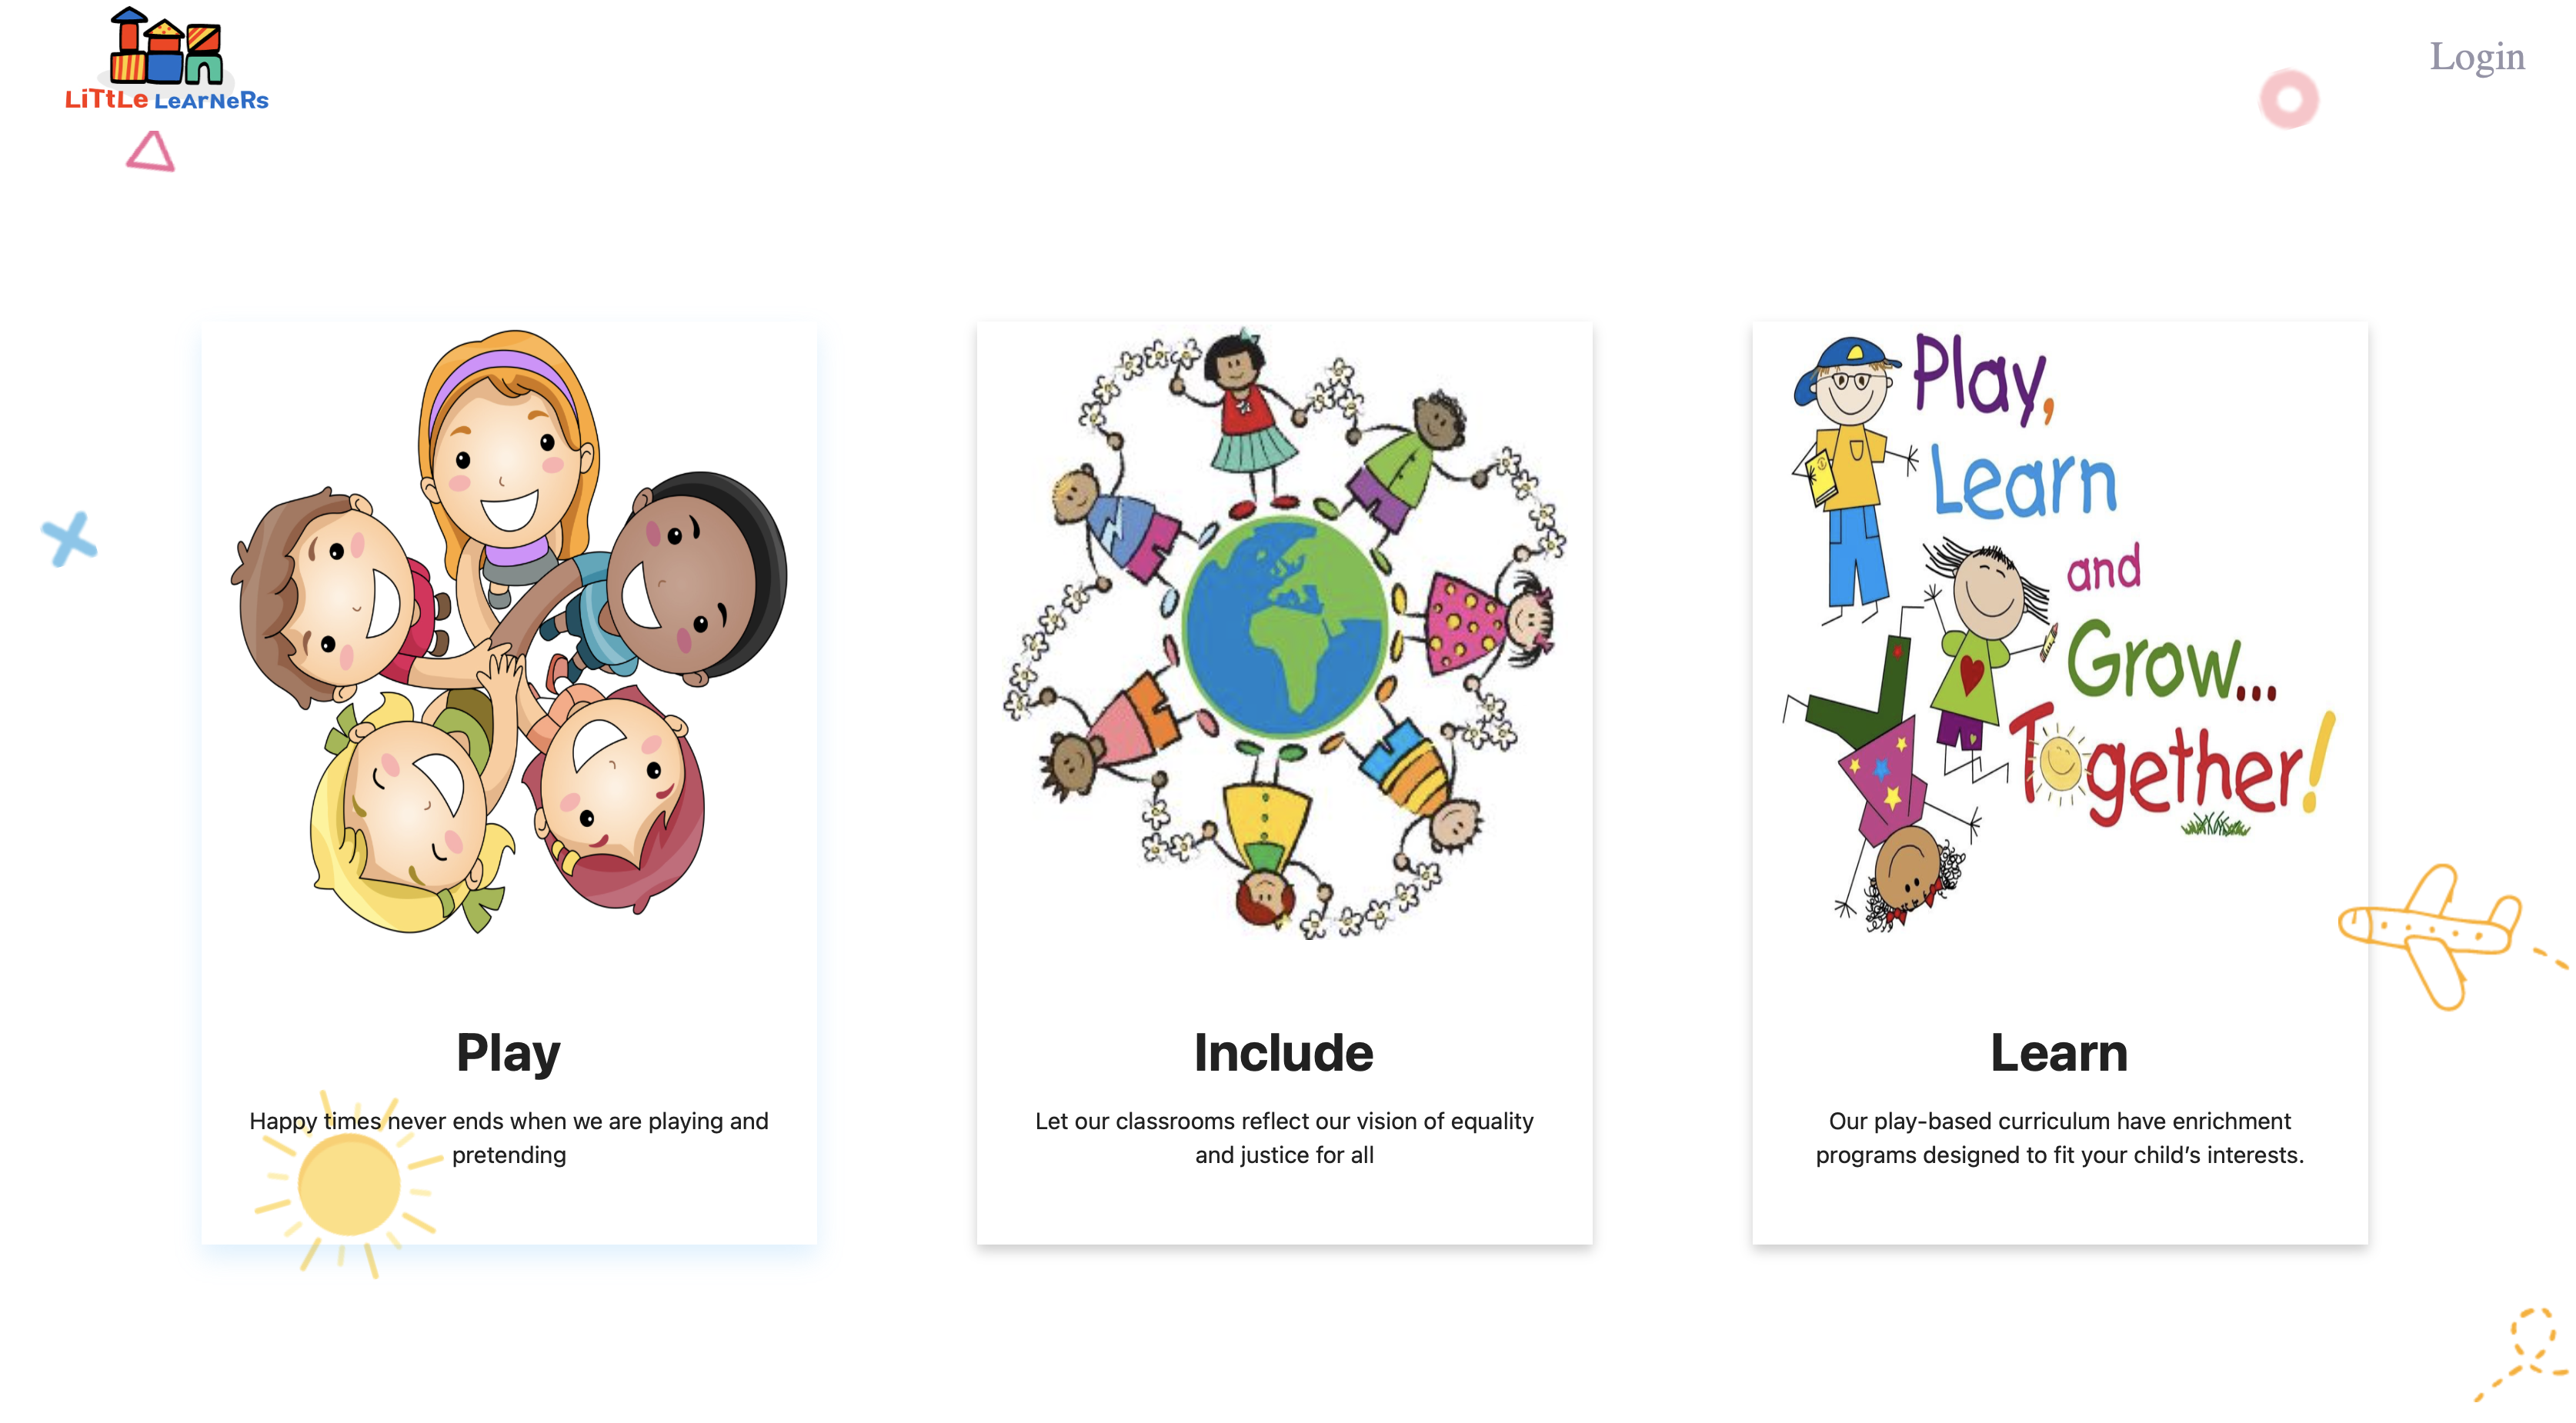 LiTtLe LeArNeRs
Login
Play,
Learn
and
Grow...
Together!
Play
Happy times never ends when we are playing and
pretending
Include
Let our classrooms reflect our vision of equality
and justice for all
Learn
Our play-based curriculum have enrichment
programs designed to fit your child's interests.